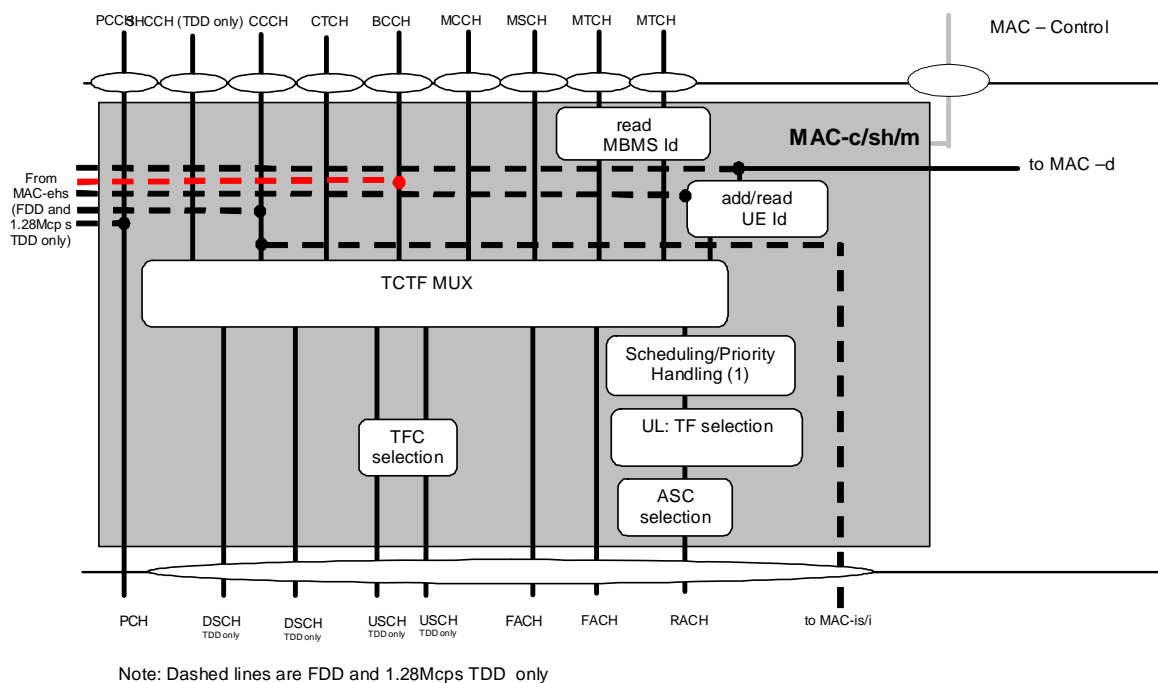 PCCH SHCCH (TDD only) CCCH CTCH BCCH MCCH MSCH MTCH MTCH
MAC – Control
read
MBMS Id
MAC-c/sh/m
From
MAC-ehs
(FDD and
1.28Mcp s
TDD only)
to MAC –d
add/read
UE Id
TCTF MUX
Scheduling/Priority
Handling (1)
UL: TF selection
TFC
selection
ASC
selection
PCH DSCH DSCH USCH USCH FACH FACH RACH to MAC-is/i
TDD only TDD only TDD only TDD only
Note: Dashed lines are FDD and 1.28Mcps TDD only